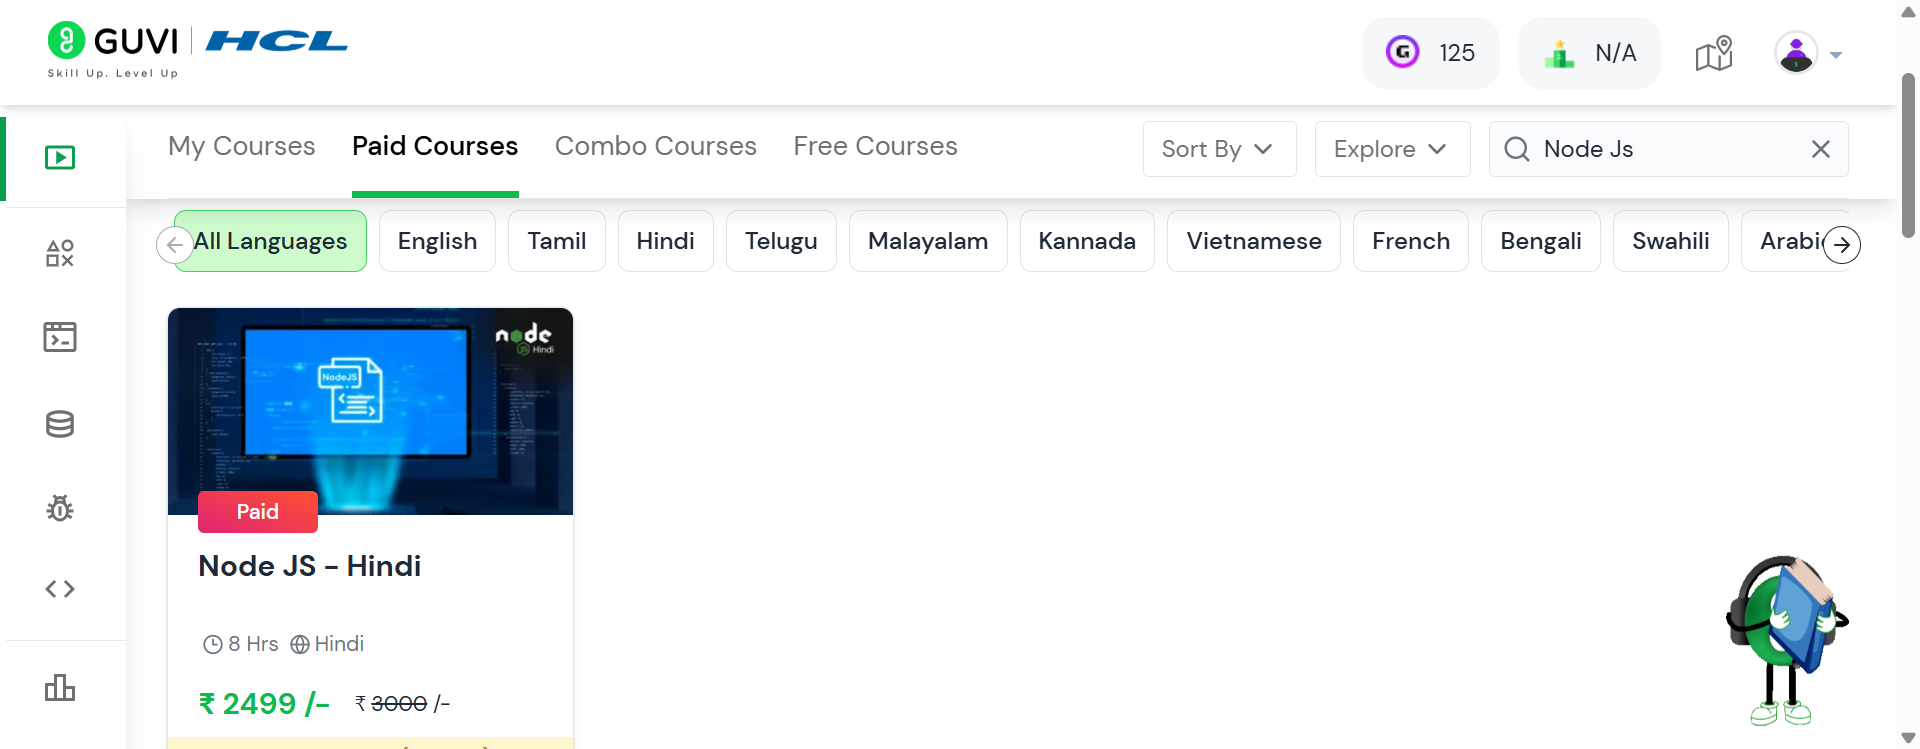 GUVI HCL
Skill Up. Level Up
G 125
N/A
My Courses Paid Courses Combo Courses Free Courses
Sort By Explore Node Js
All Languages English Tamil Hindi Telugu Malayalam Kannada Vietnamese French Bengali Swahili Arabi
node
JS Hindi
NodeJS
Paid
Node JS - Hindi
8 Hrs Hindi
₹ 2499 /- ₹ 3000 /-